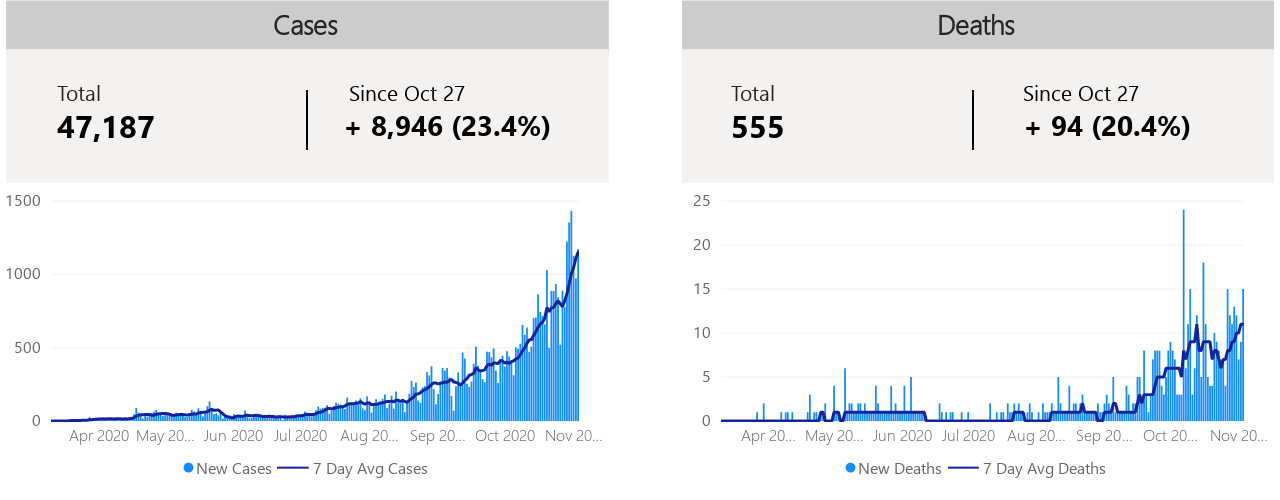 Cases
Total
47,187
Since Oct 27
+ 8,946 (23.4%)
1500
1000
500
0
Apr 2020 May 20... Jun 2020 Jul 2020 Aug 20... Sep 20... Oct 2020 Nov 20...
New Cases 7 Day Avg Cases
Deaths
Total
555
Since Oct 27
+ 94 (20.4%)
25
20
15
10
5
0
Apr 20... May 20... Jun 2020 Jul 2020 Aug 20... Sep 20... Oct 20... Nov 20...
New Deaths 7 Day Avg Deaths